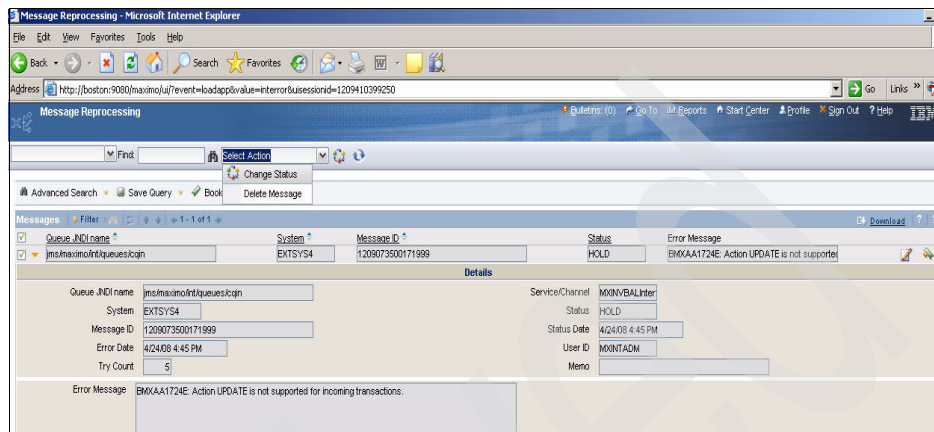 Message Reprocessing - Microsoft Internet Explorer
File Edit View Favorites Tools Help
Back Search Favorites
Address http://boston:9080/maximo/ui/?event=loadapp&value=interror&uisessionid=1209410399250 Go Links »
Message Reprocessing Bulletins: (0) Go To Reports Start Center Profile Sign Out ? Help IBM
Find: Select Action
Change Status
Advanced Search Save Query Book Delete Message
Messages Filter 1 - 1 of 1 Download ?
Queue JNDI name System Message ID Status Error Message
jms/maximo/int/queues/cqin EXTSYS4 1209073500171999 HOLD BMXAA1724E: Action UPDATE is not supported
Details
Queue JNDI name jms/maximo/int/queues/cqin Service/Channel MXINVBALInter
System EXTSYS4 Status HOLD
Message ID 1209073500171999 Status Date 4/24/08 4:45 PM
Error Date 4/24/08 4:45 PM User ID MXINTADM
Try Count 5 Memo
Error Message BMXAA1724E: Action UPDATE is not supported for incoming transactions.